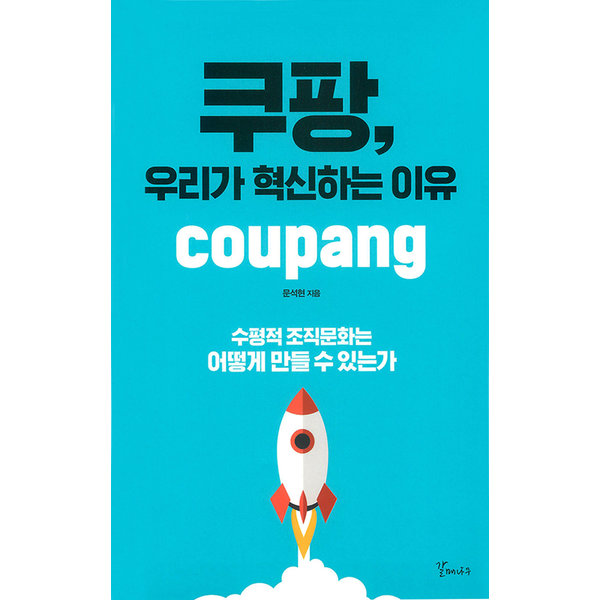 쿠팡,
우리가 혁신하는 이유
coupang
문석현 지음
수평적 조직문화는
어떻게 만들 수 있는가
갈매나무